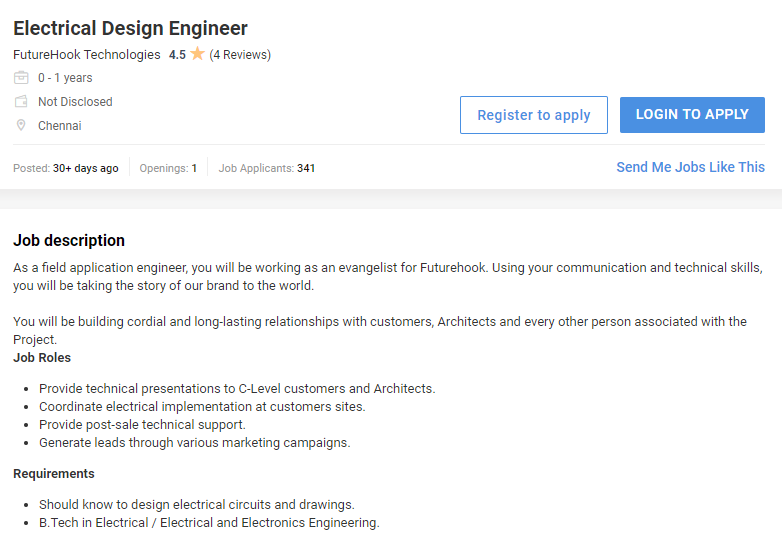 Electrical Design Engineer
FutureHook Technologies 4.5 (4 Reviews)
0 - 1 years
Not Disclosed
Chennai
Register to apply
LOGIN TO APPLY
Posted: 30+ days ago Openings: 1 Job Applicants: 341
Send Me Jobs Like This
Job description
As a field application engineer, you will be working as an evangelist for Futurehook. Using your communication and technical skills,
you will be taking the story of our brand to the world.
You will be building cordial and long-lasting relationships with customers, Architects and every other person associated with the
Project.
Job Roles
• Provide technical presentations to C-Level customers and Architects.
• Coordinate electrical implementation at customers sites.
• Provide post-sale technical support.
• Generate leads through various marketing campaigns.
Requirements
• Should know to design electrical circuits and drawings.
• B.Tech in Electrical / Electrical and Electronics Engineering.